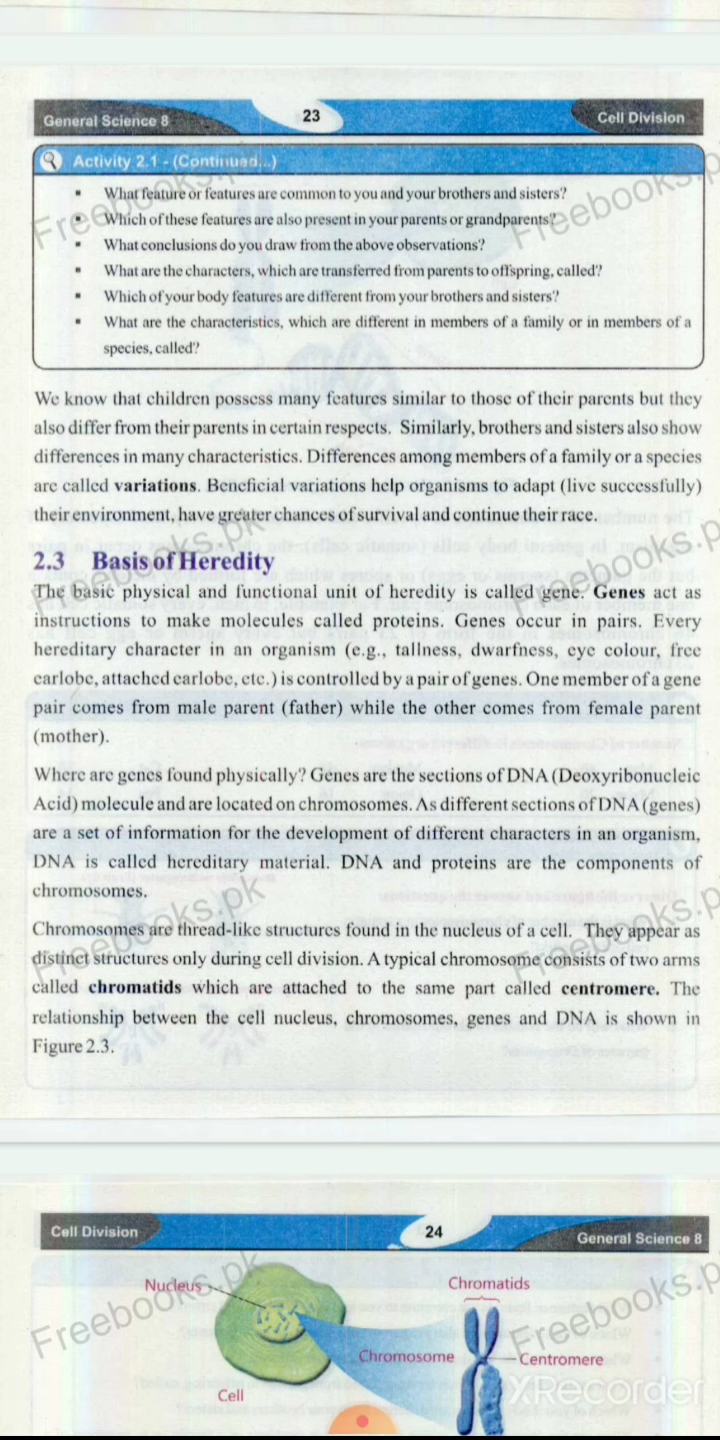 General Science 8
23
Cell Division
Activity 2.1 - (Continued...)
▪ What feature or features are common to you and your brothers and sisters?
▪ Which of these features are also present in your parents or grandparents?
▪ What conclusions do you draw from the above observations?
▪ What are the characters, which are transferred from parents to offspring, called?
▪ Which of your body features are different from your brothers and sisters?
▪ What are the characteristics, which are different in members of a family or in members of a
species, called?
We know that children possess many features similar to those of their parents but they
also differ from their parents in certain respects. Similarly, brothers and sisters also show
differences in many characteristics. Differences among members of a family or a species
are called variations. Beneficial variations help organisms to adapt (live successfully)
their environment, have greater chances of survival and continue their race.
2.3 Basis of Heredity
The basic physical and functional unit of heredity is called gene. Genes act as
instructions to make molecules called proteins. Genes occur in pairs. Every
hereditary character in an organism (e.g., tallness, dwarfness, eye colour, free
earlobe, attached earlobe, etc.) is controlled by a pair of genes. One member of a gene
pair comes from male parent (father) while the other comes from female parent
(mother).
Where are genes found physically? Genes are the sections of DNA (Deoxyribonucleic
Acid) molecule and are located on chromosomes. As different sections of DNA (genes)
are a set of information for the development of different characters in an organism,
DNA is called hereditary material. DNA and proteins are the components of
chromosomes.
Chromosomes are thread-like structures found in the nucleus of a cell. They appear as
distinct structures only during cell division. A typical chromosome consists of two arms
called chromatids which are attached to the same part called centromere. The
relationship between the cell nucleus, chromosomes, genes and DNA is shown in
Figure 2.3.
Cell Division
24
General Science 8
Nucleus
Chromatids
Chromosome
Centromere
Cell
Freebooks.pk
Freebooks.p
Freebooks.pk
Freebooks.p
Freebooks.pk
Freebooks.p
Freebooks.pk
Freebooks.p
XRecorder